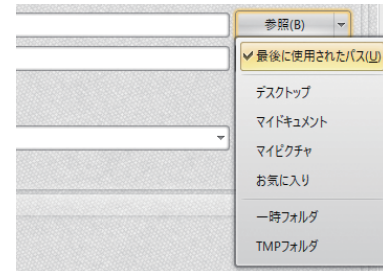 参照(B)
最後に使用されたパス(U)
デスクトップ
マイドキュメント
マイピクチャ
お気に入り
一時フォルダ
TMPフォルダ